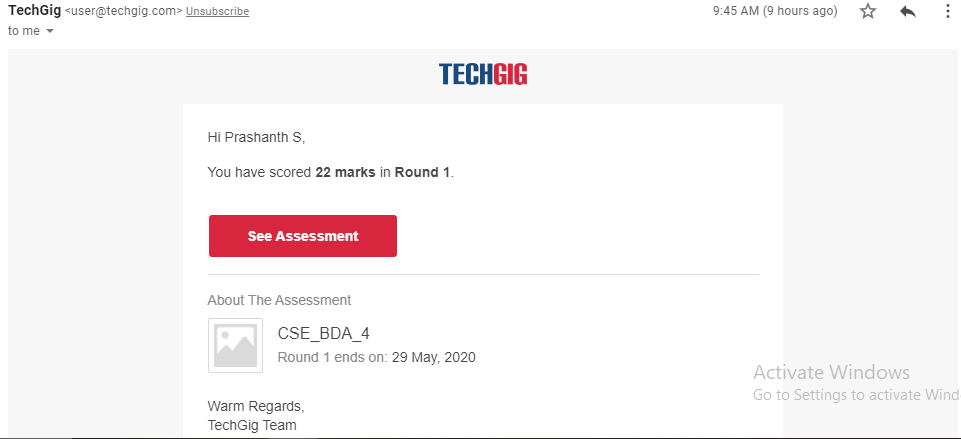 TechGig <user@techgig.com> Unsubscribe
9:45 AM (9 hours ago)
to me
TECHGIG
Hi Prashanth S,
You have scored 22 marks in Round 1.
See Assessment
About The Assessment
CSE_BDA_4
Round 1 ends on: 29 May, 2020
Activate Windows
Go to Settings to activate Wind
Warm Regards,
TechGig Team